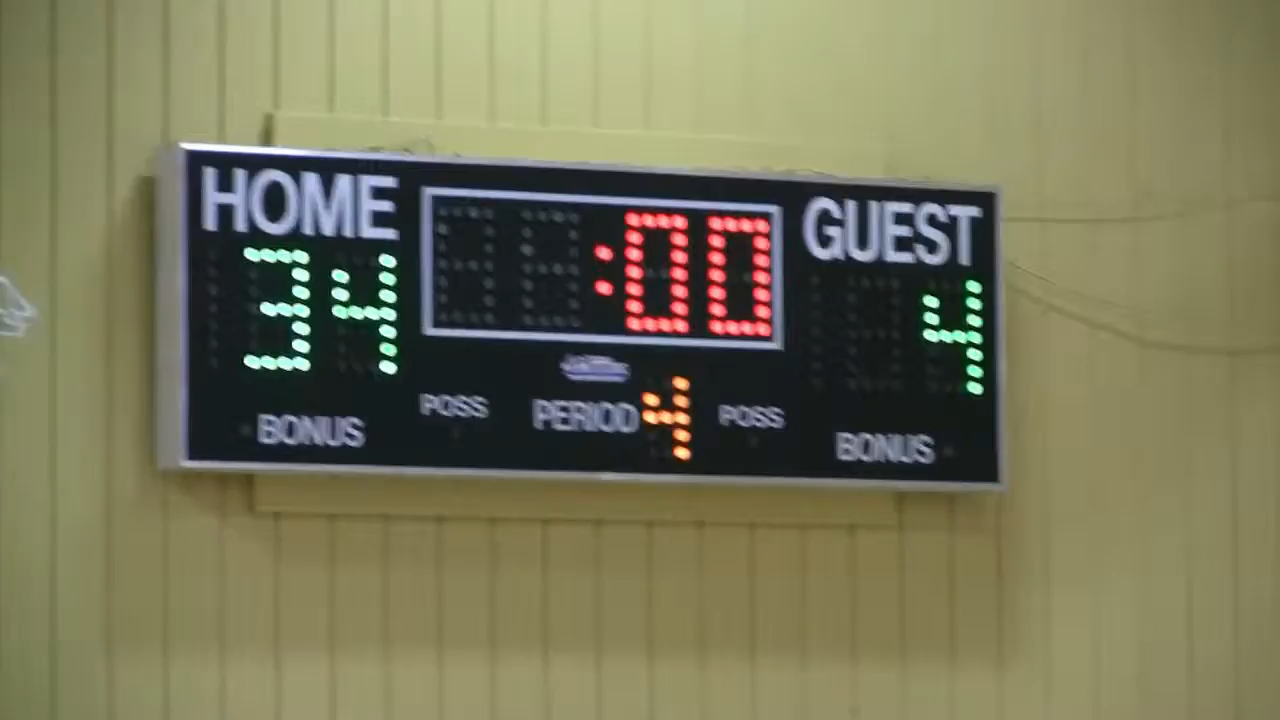 HOME
:00
GUEST
34
4
POSS
PERIOD 4
POSS
BONUS
BONUS